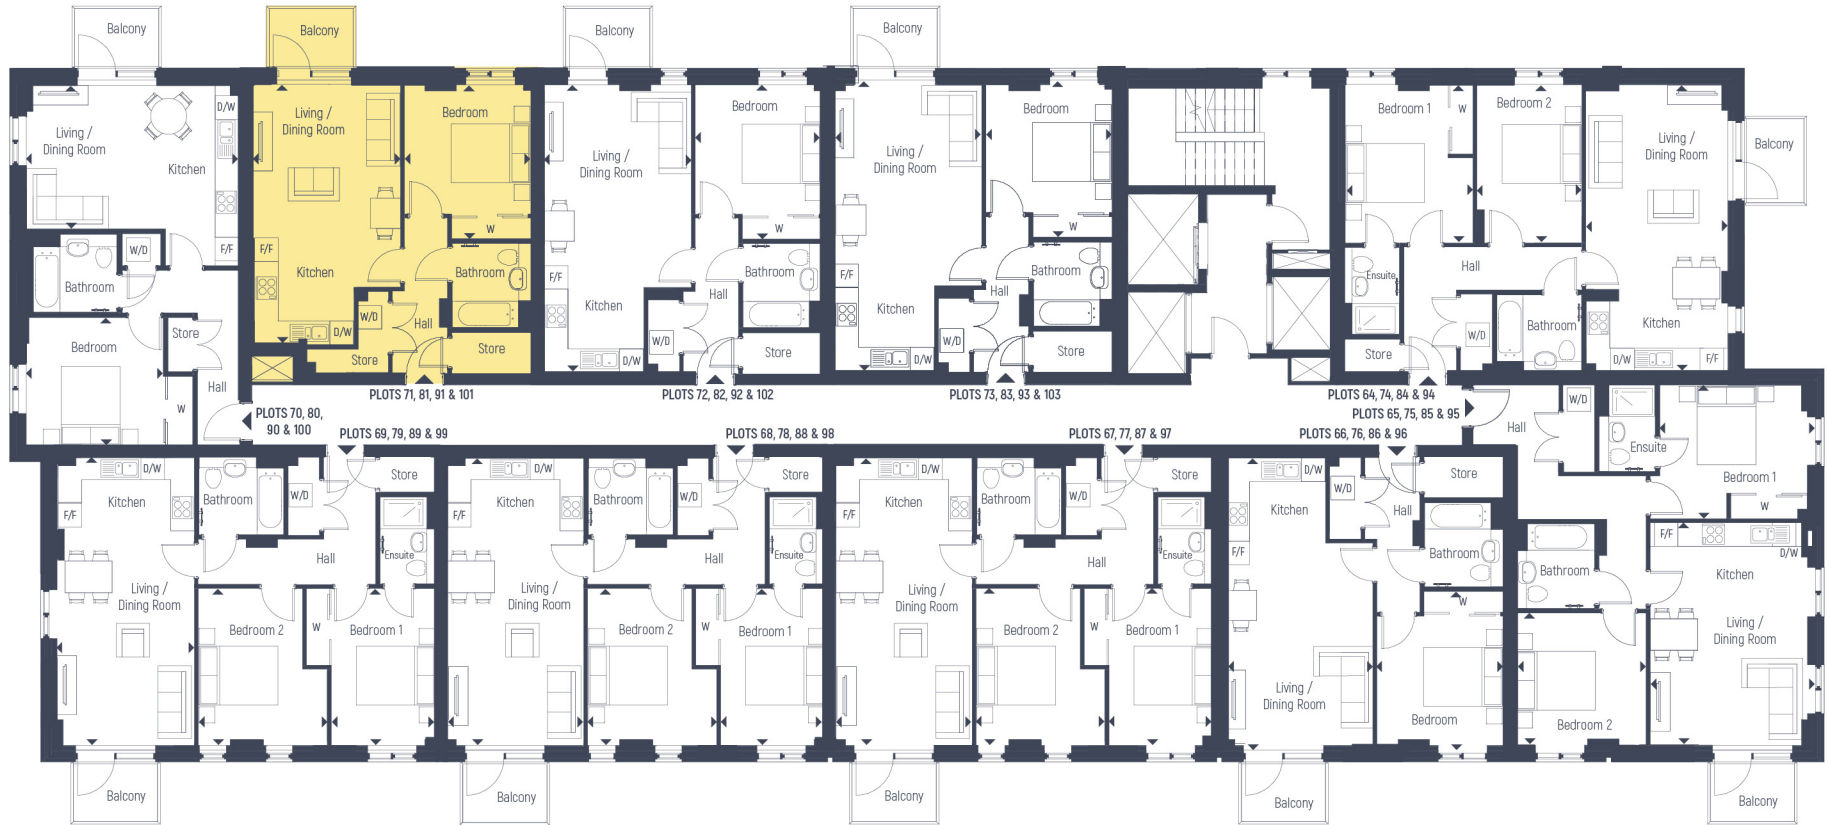 Balcony
Balcony
Balcony
Balcony
D/W
Living /
Dining Room
Kitchen
F/F
W/D
Bathroom
Store
Bedroom
Hall
W
PLOTS 70, 80,
90 & 100
Living /
Dining Room
Bedroom
W
F/F
Kitchen
Bathroom
D/W
W/D
Hall
Store
Store
PLOTS 71, 81, 91 & 101
Living /
Dining Room
Bedroom
W
F/F
Kitchen
Bathroom
Hall
W/D
D/W
Store
PLOTS 72, 82, 92 & 102
Living /
Dining Room
Bedroom
W
F/F
Kitchen
Bathroom
Hall
W/D
D/W
Store
PLOTS 73, 83, 93 & 103
Bedroom 1
W
Bedroom 2
Living /
Dining Room
Balcony
Ensuite
Hall
W/D
Bathroom
Kitchen
Store
D/W
F/F
PLOTS 64, 74, 84 & 94
PLOTS 65, 75, 85 & 95
W/D
Hall
Ensuite
Bedroom 1
W
F/F
D/W
Bathroom
Kitchen
Living /
Dining Room
Bedroom 2
Balcony
PLOTS 69, 79, 89 & 99
D/W
Kitchen
F/F
Bathroom
W/D
Store
Ensuite
Hall
Living /
Dining Room
Bedroom 2
W
Bedroom 1
Balcony
PLOTS 68, 78, 88 & 98
D/W
Kitchen
F/F
Bathroom
W/D
Store
Ensuite
Hall
Living /
Dining Room
Bedroom 2
W
Bedroom 1
Balcony
PLOTS 67, 77, 87 & 97
D/W
Kitchen
F/F
Bathroom
W/D
Store
Ensuite
Hall
Living /
Dining Room
Bedroom 2
W
Bedroom 1
Balcony
PLOTS 66, 76, 86 & 96
D/W
W/D
Store
Kitchen
Hall
F/F
Bathroom
W
Living /
Dining Room
Bedroom
Balcony